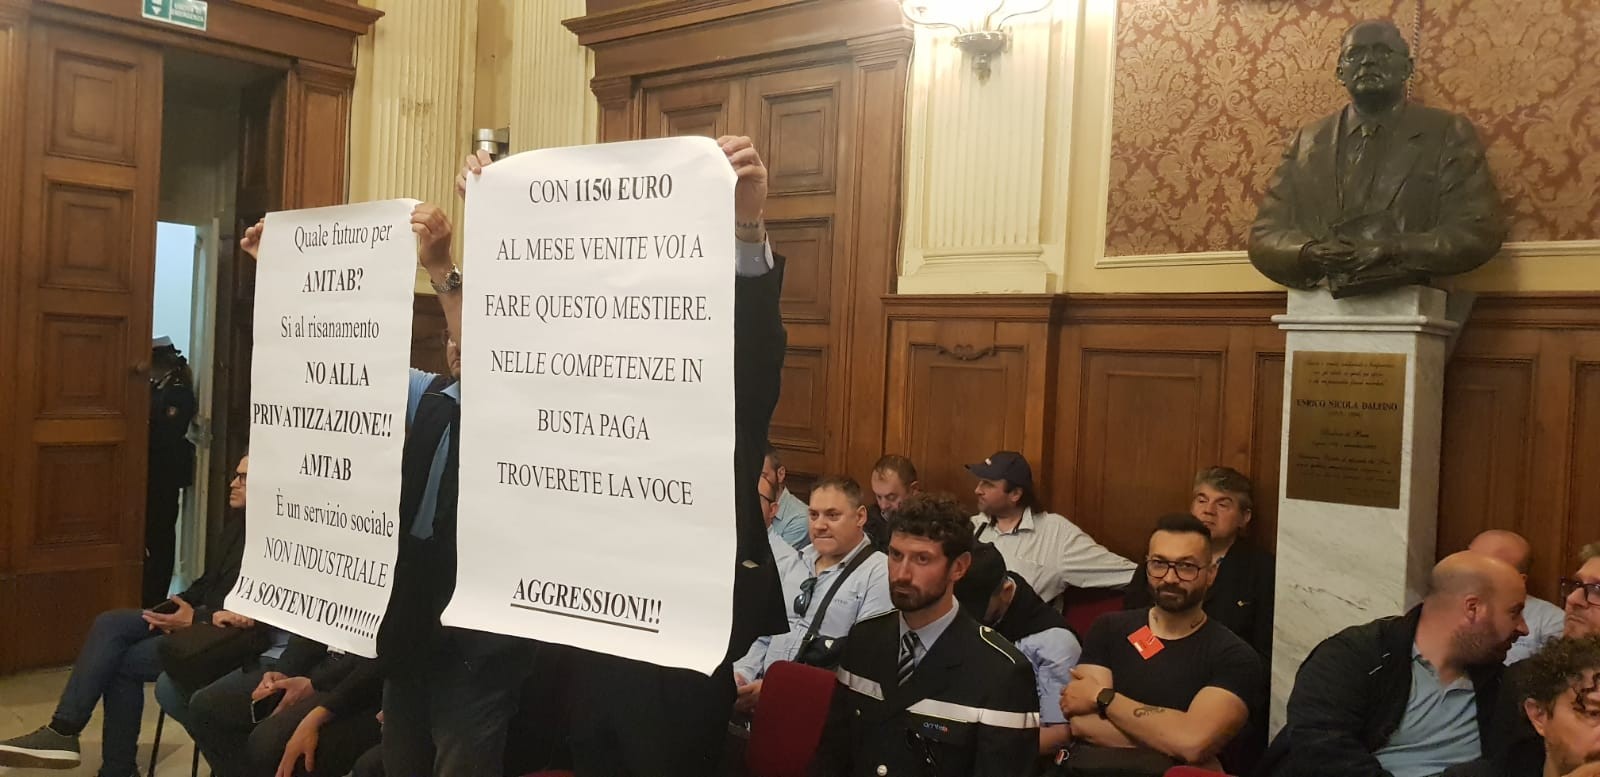 Quale futuro per
AMTAB?
Si al risanamento
NO ALLA
PRIVATIZZAZIONE!!
AMTAB
È un servizio sociale
NON INDUSTRIALE
VA SOSTENUTO!!!!!!!!!!
CON 1150 EURO
AL MESE VENITE VOI A
FARE QUESTO MESTIERE.
NELLE COMPETENZE IN
BUSTA PAGA
TROVERETE LA VOCE
AGGRESSIONI!!
ENRICO NICOLA DALFINO
amtab